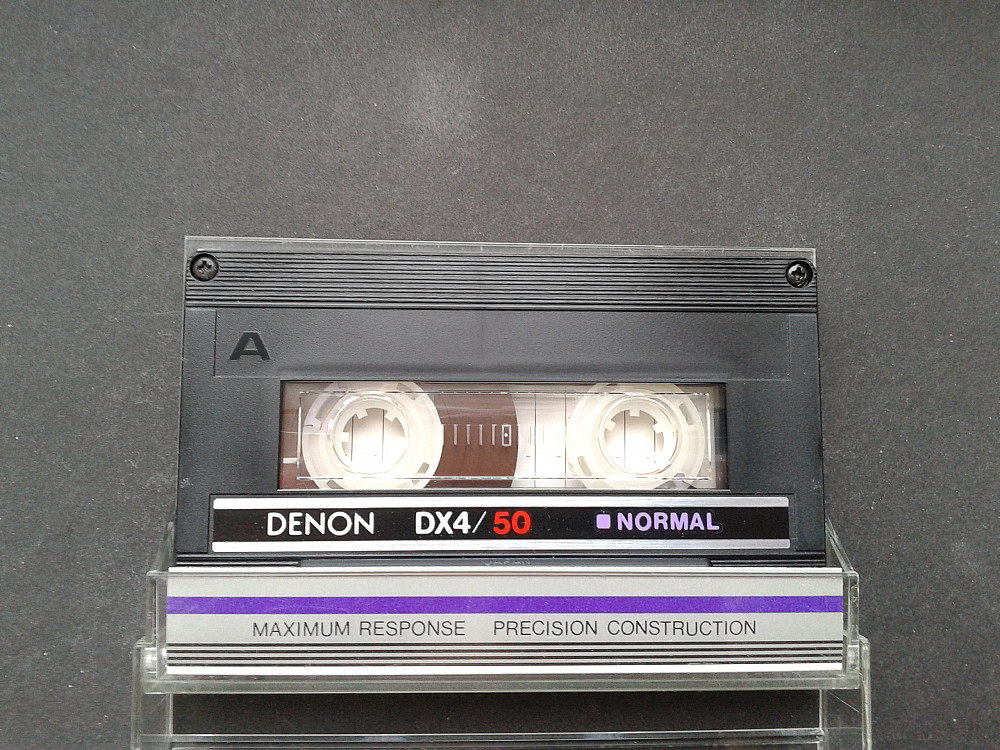 A
DENON DX4/50 NORMAL
MAXIMUM RESPONSE PRECISION CONSTRUCTION